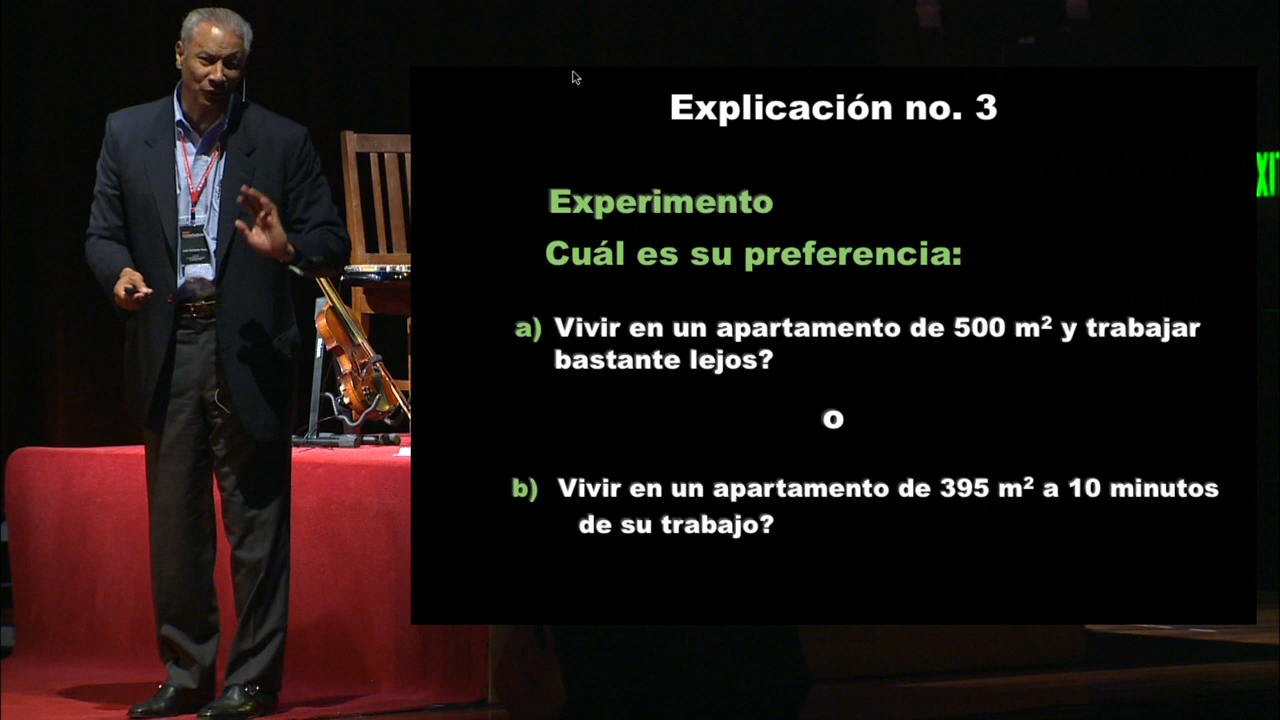 Explicación no. 3
Experimento
Cuál es su preferencia:
a) Vivir en un apartamento de 500 m² y trabajar
bastante lejos?
o
b) Vivir en un apartamento de 395 m² a 10 minutos
de su trabajo?